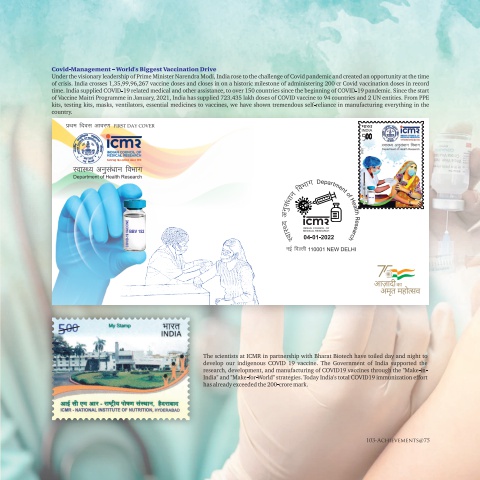 Covid-Management – World's Biggest Vaccination Drive
Under the visionary leadership of Prime Minister Narendra Modi, India rose to the challenge of Covid pandemic and created an opportunity at the time
of crisis. India crosses 1,35,99,96,267 vaccine doses and closes in on a historic milestone of administering 200 cr Covid vaccination doses in record
time. India supplied COVID-19 related medical and other assistance, to over 150 countries since the beginning of COVID-19 pandemic. Since the start
of Vaccine Maitri Programme in January, 2021, India has supplied 723.435 lakh doses of COVID vaccine to 94 countries and 2 UN entities. From PPE
kits, testing kits, masks, ventilators, essential medicines to vaccines, we have shown tremendous self-reliance in manufacturing everything in the
country.
प्रथम दिवस आवरण FIRST DAY COVER
icmr
INDIAN COUNCIL OF
MEDICAL RESEARCH
स्वास्थ्य अनुसंधान विभाग
Department of Health Research
BBV 152
भारत
INDIA
500
icmr
स्वास्थ्य अनुसंधान विभाग Department of Health Research
icmr
INDIAN COUNCIL OF
MEDICAL RESEARCH
04-01-2022
नई दिल्ली 110001 NEW DELHI
75
आज़ादी का
अमृत महोत्सव
5.00
My Stamp
भारत
INDIA
आई सी एम आर - राष्ट्रीय पोषण संस्थान, हैदराबाद
ICMR - NATIONAL INSTITUTE OF NUTRITION, HYDERABAD
The scientists at ICMR in partnership with Bharat Biotech have toiled day and night to
develop our indigenous COVID 19 vaccine. The Government of India supported the
research, development, and manufacturing of COVID19 vaccines through the "Make-in-
India" and "Make-for-World" strategies. Today India's total COVID19 immunization effort
has already exceeded the 200-crore mark.
103-ACHIEVEMENTS@75